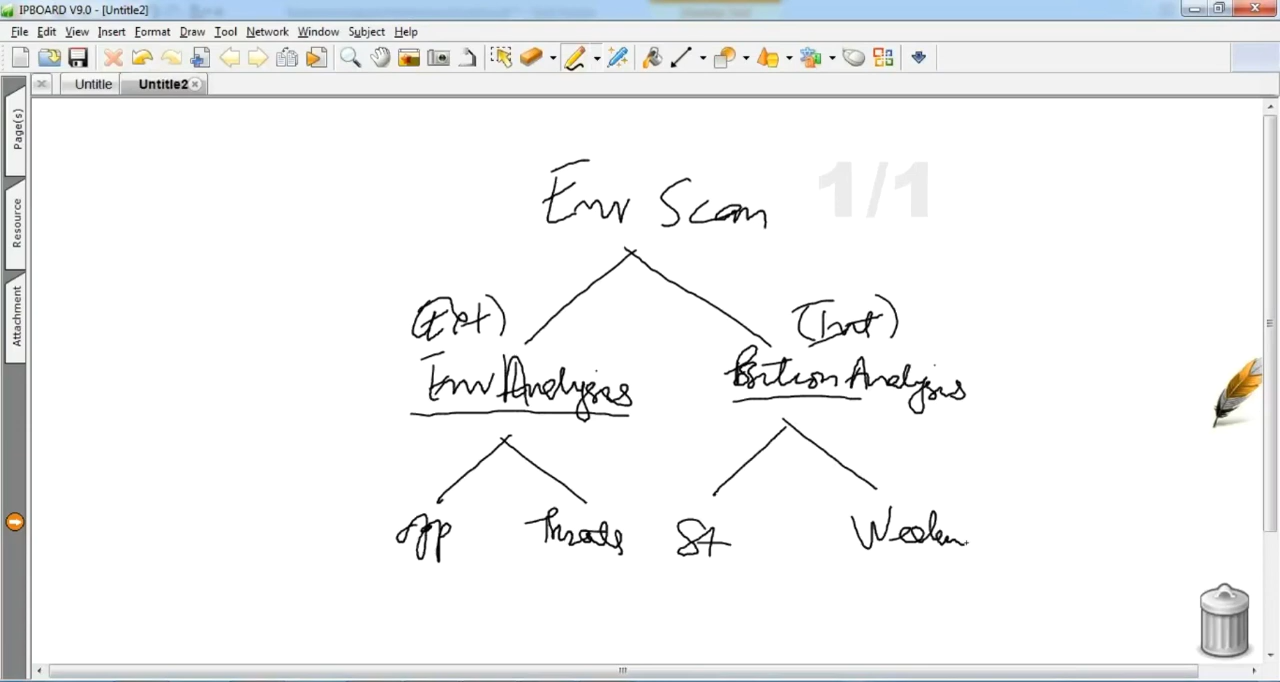 IPBOARD V9.0 - [Untitle2]
File Edit View Insert Format Draw Tool Network Window Subject Help
Untitle Untitle2
Page(s)
Resource
Attachment
1/1
Env Scan
(Ext) (Int)
Env Analysis Position Analysis
Opp Threats St Weakn